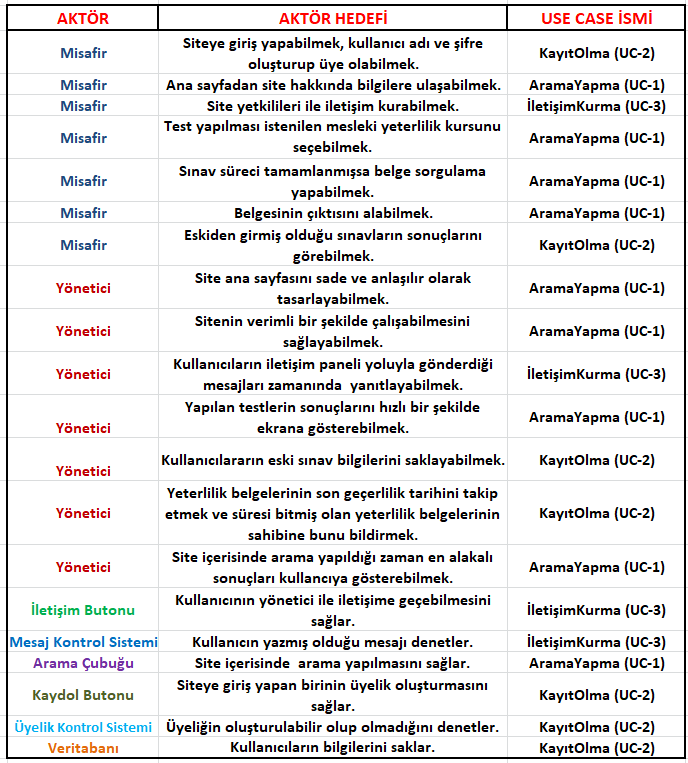 AKTÖR AKTÖR HEDEFİ USE CASE İSMİ
Misafir Siteye giriş yapabilmek, kullanıcı adı ve şifre
oluşturup üye olabilmek. KayıtOlma (UC-2)
Misafir Ana sayfadan site hakkında bilgilere ulaşabilmek. AramaYapma (UC-1)
Misafir Site yetkilileri ile iletişim kurabilmek. İletişimKurma (UC-3)
Misafir Test yapılması istenilen mesleki yeterlilik kursunu
seçebilmek. AramaYapma (UC-1)
Misafir Sınav süreci tamamlanmışsa belge sorgulama
yapabilmek. AramaYapma (UC-1)
Misafir Belgesinin çıktısını alabilmek. AramaYapma (UC-1)
Misafir Eskiden girmiş olduğu sınavların sonuçlarını
görebilmek. KayıtOlma (UC-2)
Yönetici Site ana sayfasını sade ve anlaşılır olarak
tasarlayabilmek. AramaYapma (UC-1)
Yönetici Sitenin verimli bir şekilde çalışabilmesini
sağlayabilmek. AramaYapma (UC-1)
Yönetici Kullanıcıların iletişim paneli yoluyla gönderdiği
mesajları zamanında yanıtlayabilmek. İletişimKurma (UC-3)
Yönetici Yapılan testlerin sonuçlarını hızlı bir şekilde
ekrana gösterebilmek. AramaYapma (UC-1)
Yönetici Kullanıcılararın eski sınav bilgilerini saklayabilmek. KayıtOlma (UC-2)
Yönetici Yeterlilik belgelerinin son geçerlilik tarihini takip
etmek ve süresi bitmiş olan yeterlilik belgelerinin
sahibine bunu bildirmek. KayıtOlma (UC-2)
Yönetici Site içerisinde arama yapıldığı zaman en alakalı
sonuçları kullancıya gösterebilmek. AramaYapma (UC-1)
İletişim Butonu Kullanıcının yönetici ile iletişime geçebilmesini
sağlar. İletişimKurma (UC-3)
Mesaj Kontrol Sistemi Kullanıcın yazmış olduğu mesajı denetler. İletişimKurma (UC-3)
Arama Çubuğu Site içerisinde arama yapılmasını sağlar. AramaYapma (UC-1)
Kaydol Butonu Siteye giriş yapan birinin üyelik oluşturmasını
sağlar. KayıtOlma (UC-2)
Üyelik Kontrol Sistemi Üyeliğin oluşturulabilir olup olmadığını denetler. KayıtOlma (UC-2)
Veritabanı Kullanıcıların bilgilerini saklar. KayıtOlma (UC-2)